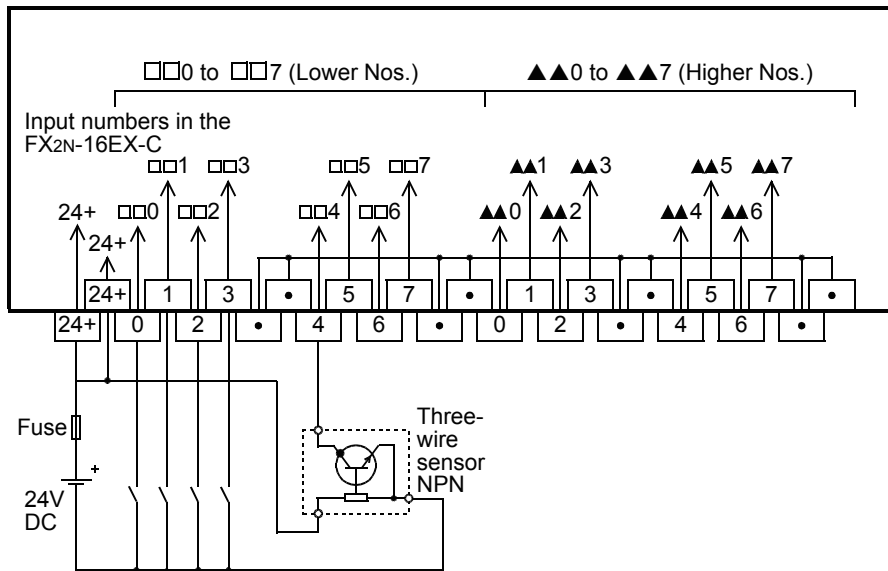 □□0 to □□7 (Lower Nos.) ▲▲0 to ▲▲7 (Higher Nos.)
Input numbers in the
FX2N-16EX-C
□□1 □□3 □□5 □□7 ▲▲1 ▲▲3 ▲▲5 ▲▲7
24+ □□0 □□2 □□4 □□6 ▲▲0 ▲▲2 ▲▲4 ▲▲6
24+
24+ 1 3 • 5 7 • 1 3 • 5 7 •
24+ 0 2 • 4 6 • 0 2 • 4 6 •
Fuse
Three-
wire
sensor
NPN
+
24V
DC